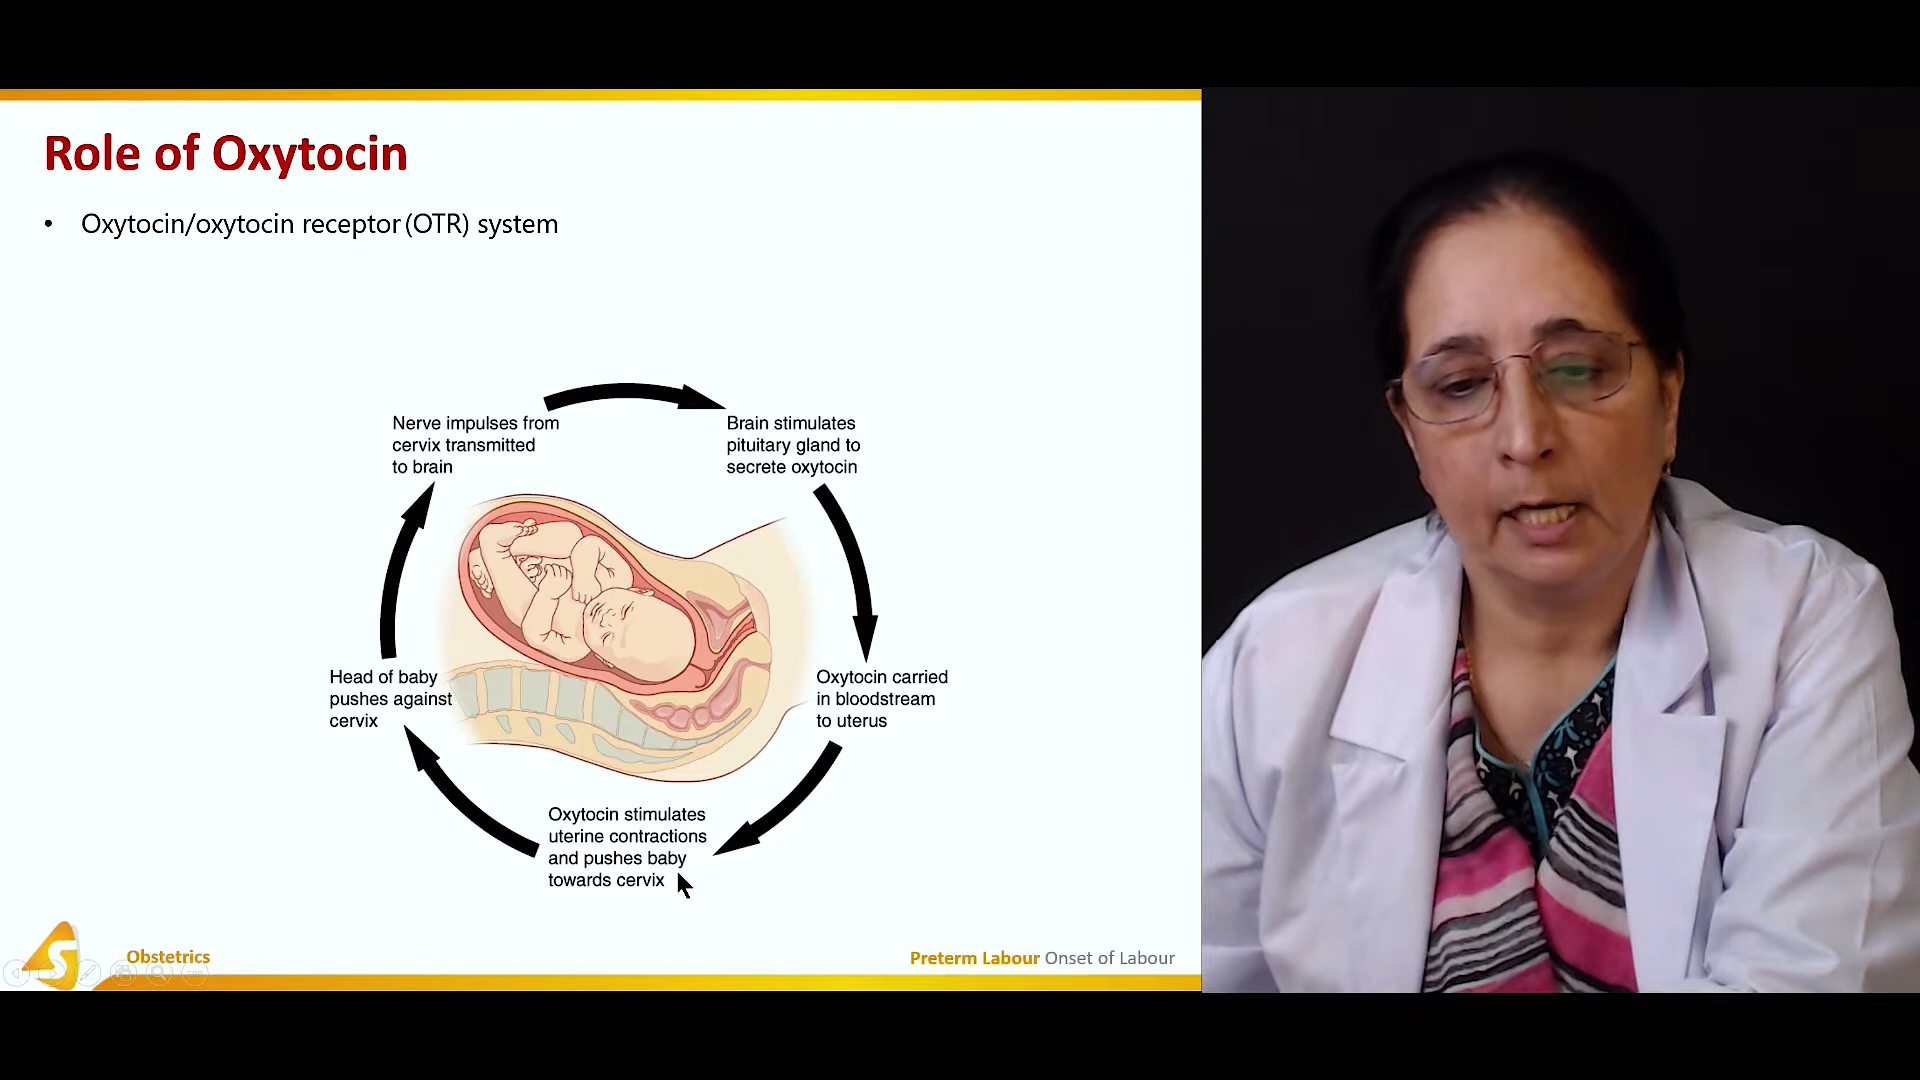 Role of Oxytocin
• Oxytocin/oxytocin receptor (OTR) system
Nerve impulses from
cervix transmitted
to brain
Brain stimulates
pituitary gland to
secrete oxytocin
Oxytocin carried
in bloodstream
to uterus
Oxytocin stimulates
uterine contractions
and pushes baby
towards cervix
Head of baby
pushes against
cervix
S
Obstetrics
Preterm Labour Onset of Labour